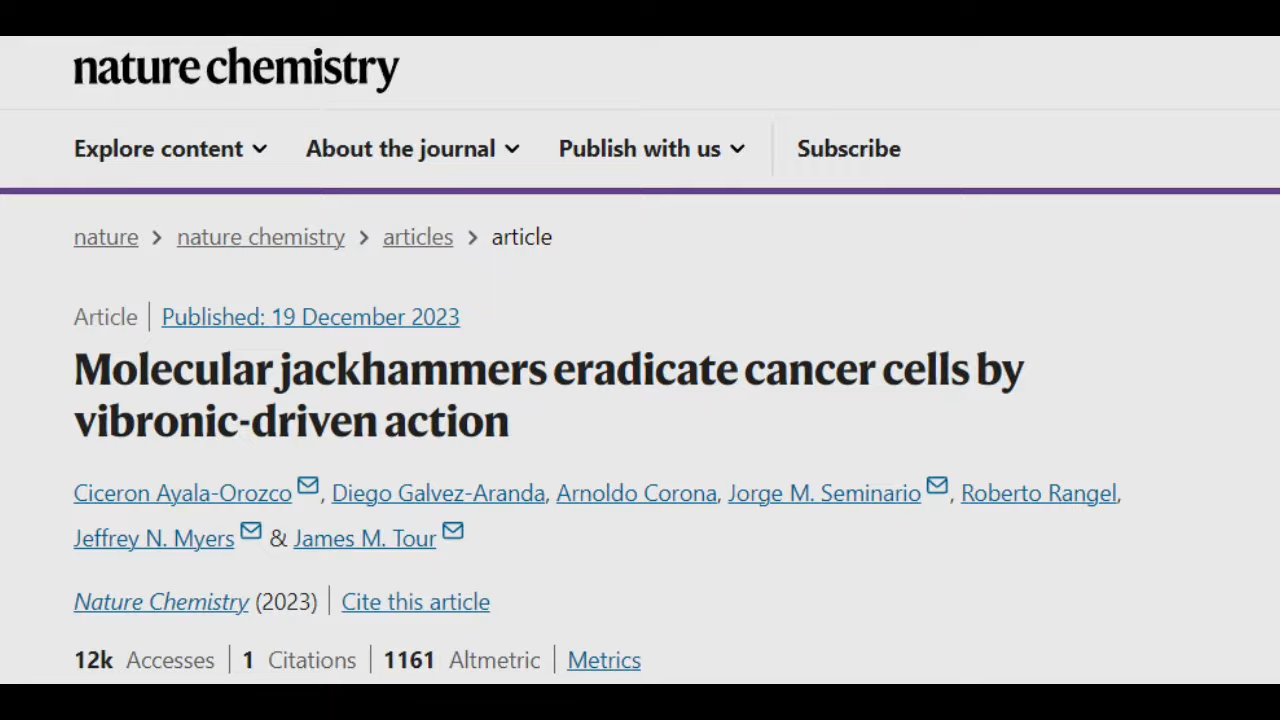 nature chemistry
Explore content About the journal Publish with us Subscribe
nature > nature chemistry > articles > article
Article | Published: 19 December 2023
Molecular jackhammers eradicate cancer cells by
vibronic-driven action
Ciceron Ayala-Orozco, Diego Galvez-Aranda, Arnoldo Corona, Jorge M. Seminario, Roberto Rangel,
Jeffrey N. Myers & James M. Tour
Nature Chemistry (2023) | Cite this article
12k Accesses | 1 Citations | 1161 Altmetric | Metrics